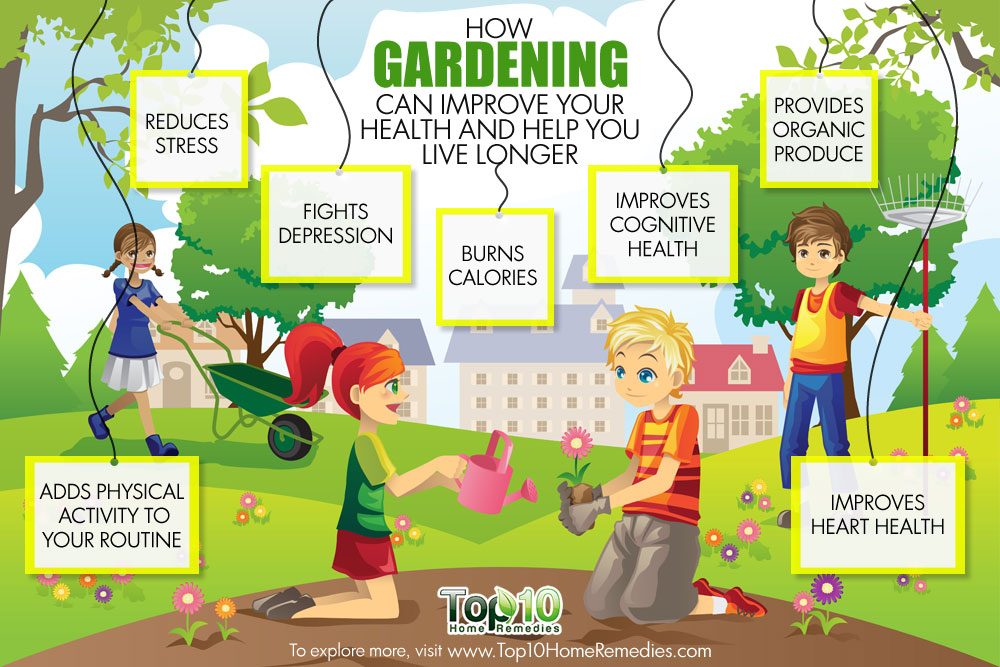 HOW
GARDENING
CAN IMPROVE YOUR
HEALTH AND HELP YOU
LIVE LONGER
REDUCES
STRESS
FIGHTS
DEPRESSION
BURNS
CALORIES
IMPROVES
COGNITIVE
HEALTH
PROVIDES
ORGANIC
PRODUCE
ADDS PHYSICAL
ACTIVITY TO
YOUR ROUTINE
IMPROVES
HEART HEALTH
Top10
Home Remedies
To explore more, visit www.Top10HomeRemedies.com